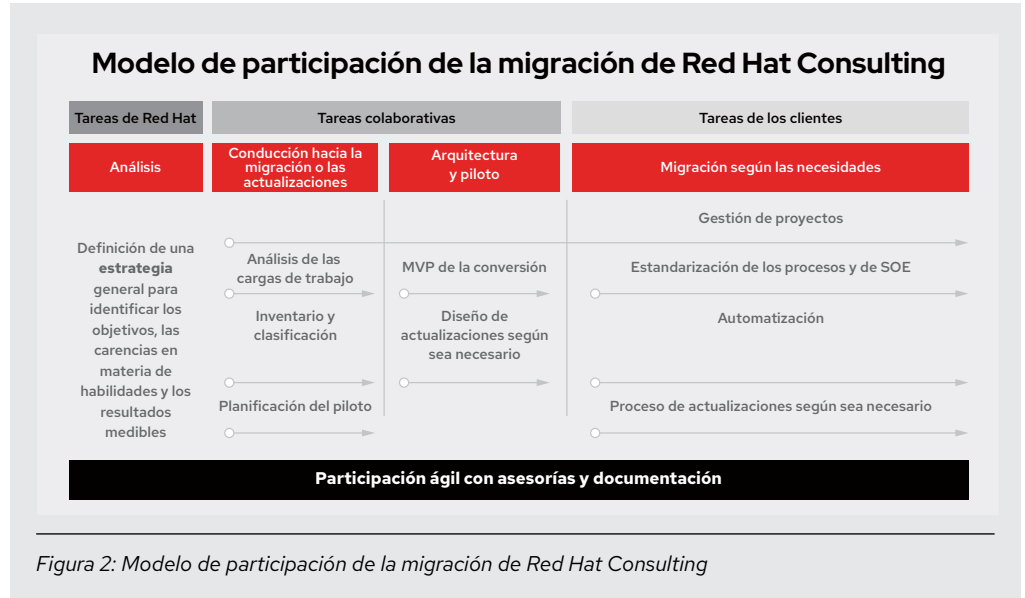 Modelo de participación de la migración de Red Hat Consulting
Tareas de Red Hat
Tareas colaborativas
Tareas de los clientes
Análisis
Conducción hacia la
migración o las
actualizaciones
Arquitectura
y piloto
Migración según las necesidades
Definición de una
estrategia
general para
identificar los
objetivos, las
carencias en
materia de
habilidades y los
resultados
medibles
Gestión de proyectos
Análisis de las
cargas de trabajo
Inventario y
clasificación
Planificación del piloto
MVP de la conversión
Diseño de
actualizaciones según
sea necesario
Estandarización de los procesos y de SOE
Automatización
Proceso de actualizaciones según sea necesario
Participación ágil con asesorías y documentación
Figura 2: Modelo de participación de la migración de Red Hat Consulting